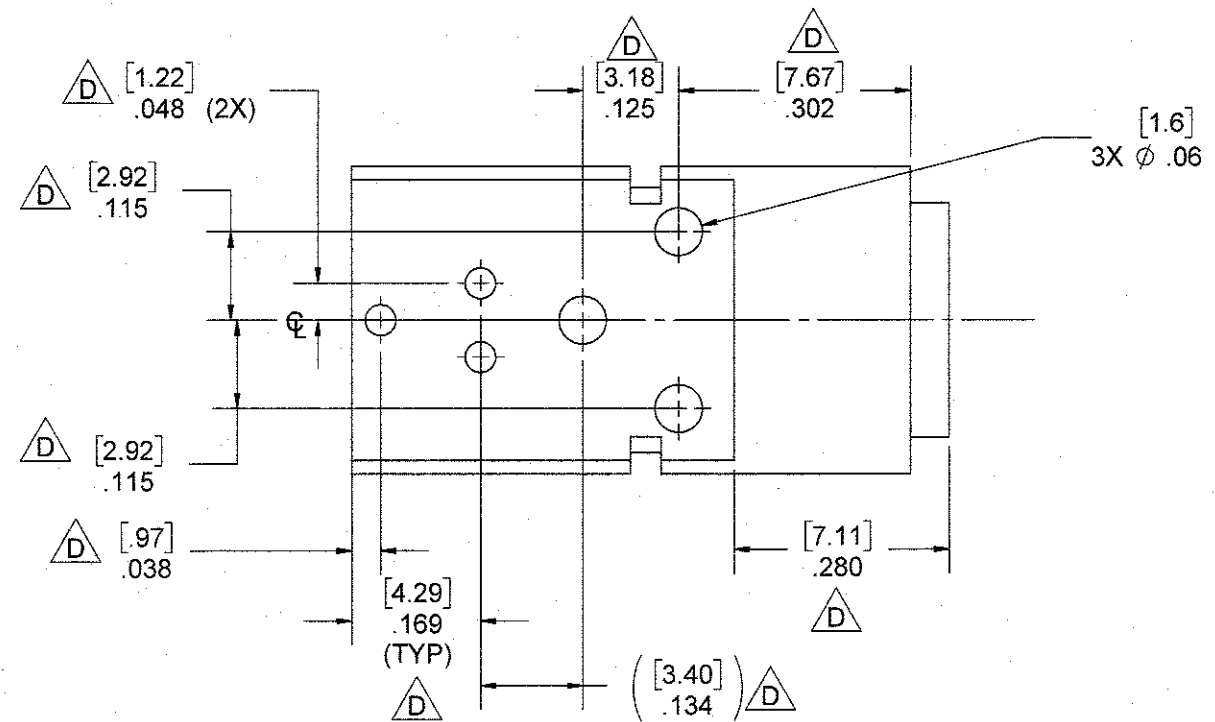 D
[3.18]
.125
D
[7.67]
.302
D [1.22]
.048 (2X)
[1.6]
3X Ø .06
D [2.92]
.115
℄
D [2.92]
.115
D [.97]
.038
[4.29]
.169
(TYP)
D
[7.11]
.280
D
([3.40]
.134) D